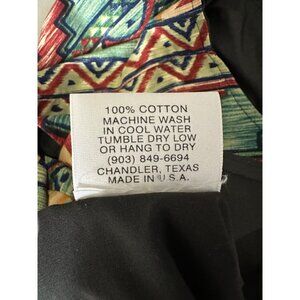 100% COTTON
MACHINE WASH
IN COOL WATER
TUMBLE DRY LOW
OR HANG TO DRY
(903) 849-6694
CHANDLER, TEXAS
MADE IN U.S.A.